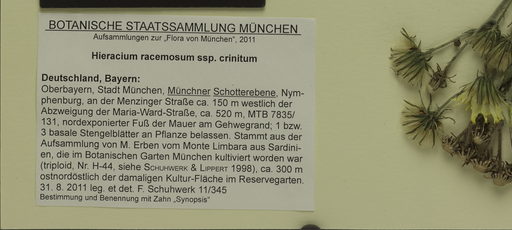 BOTANISCHE STAATSSAMMLUNG MÜNCHEN
Aufsammlungen zur „Flora von München", 2011
Hieracium racemosum ssp. crinitum
Deutschland, Bayern:
Oberbayern, Stadt München, Münchner Schotterebene, Nym-
phenburg, an der Menzinger Straße ca. 150 m westlich der
Abzweigung der Maria-Ward-Straße, ca. 520 m, MTB 7835/
131, nordexponierter Fuß der Mauer am Gehwegrand; 1 bzw.
3 basale Stengelblätter an Pflanze belassen. Stammt aus der
Aufsammlung von M. Erben vom Monte Limbara aus Sardini-
en, die im Botanischen Garten München kultiviert worden war
(triploid, Nr. H-44, siehe SCHUHWERK & LIPPERT 1998), ca. 300 m
ostnordöstlich der damaligen Kultur-Fläche im Reservegarten.
31. 8. 2011 leg. et det. F. Schuhwerk 11/345
Bestimmung und Benennung mit Zahn „Synopsis"